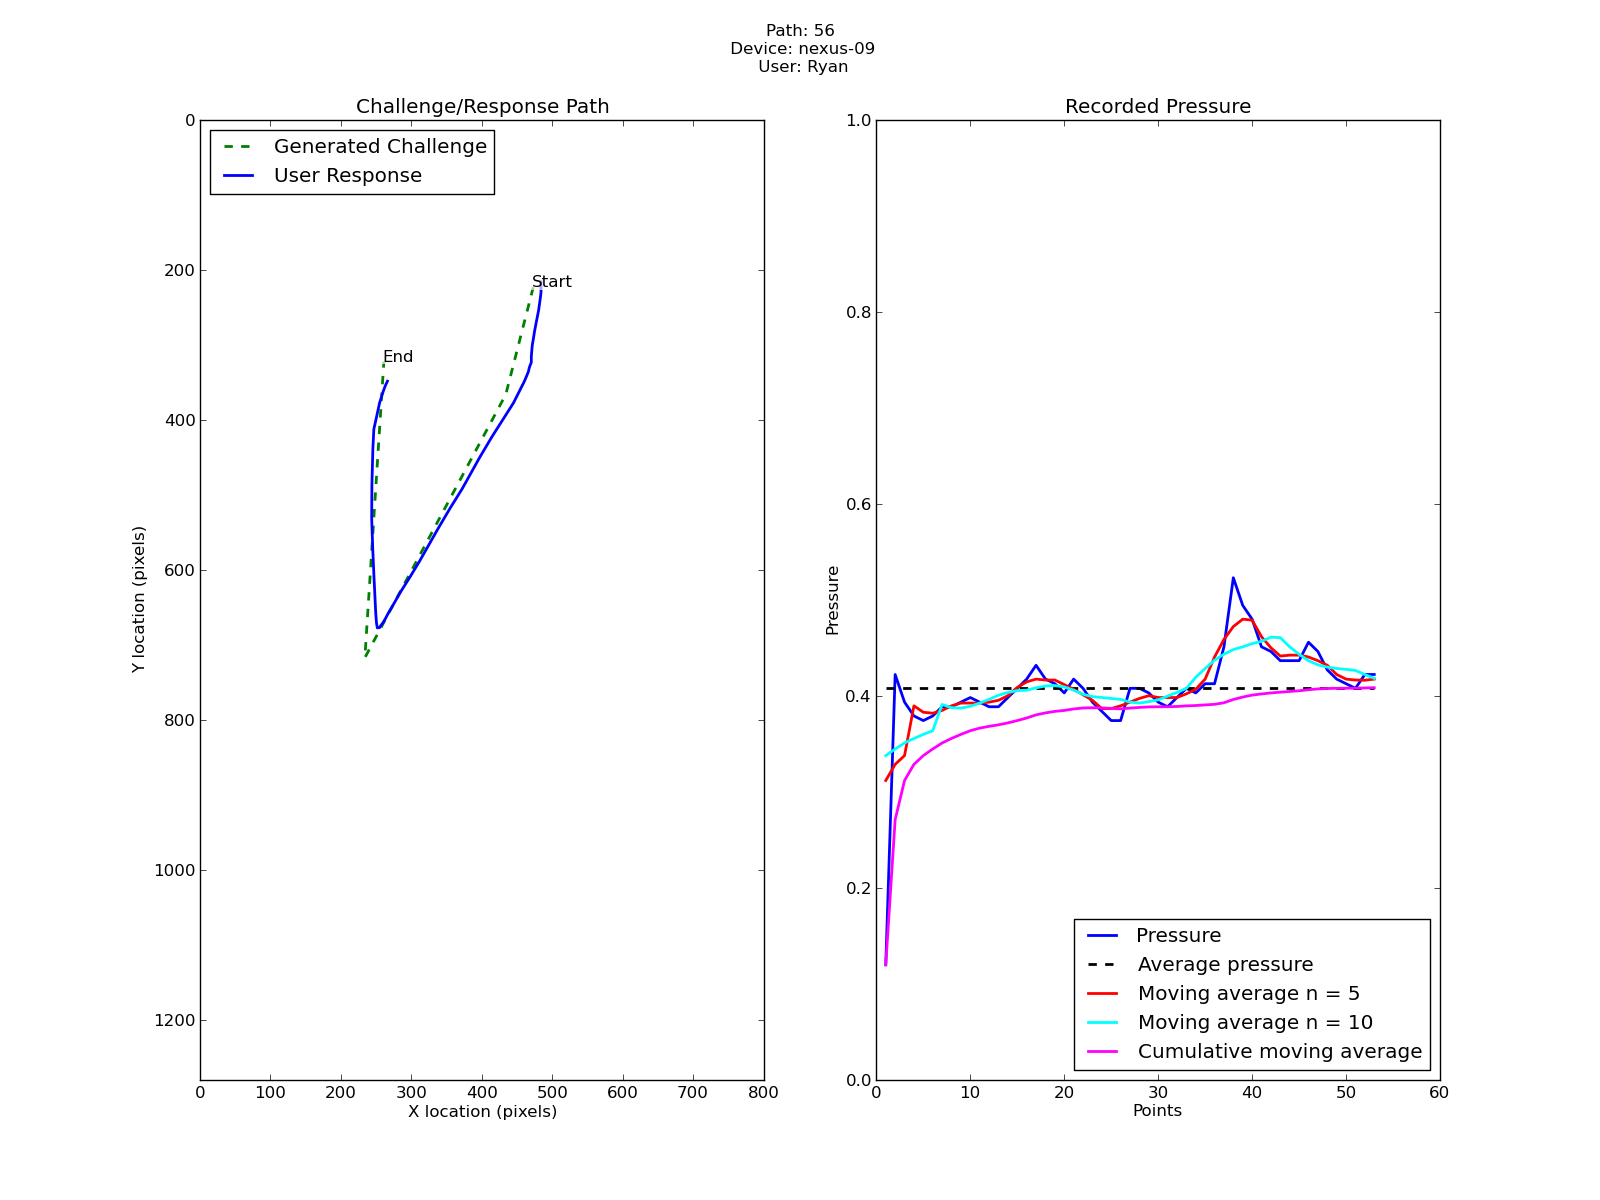 Path: 56
Device: nexus-09
User: Ryan
Challenge/Response Path
Generated Challenge
User Response
Start
End
0
200
400
600
800
1000
1200
Y location (pixels)
0 100 200 300 400 500 600 700 800
X location (pixels)
Recorded Pressure
1.0
0.8
0.6
0.4
0.2
0.0
Pressure
Pressure
Average pressure
Moving average n = 5
Moving average n = 10
Cumulative moving average
0 10 20 30 40 50 60
Points